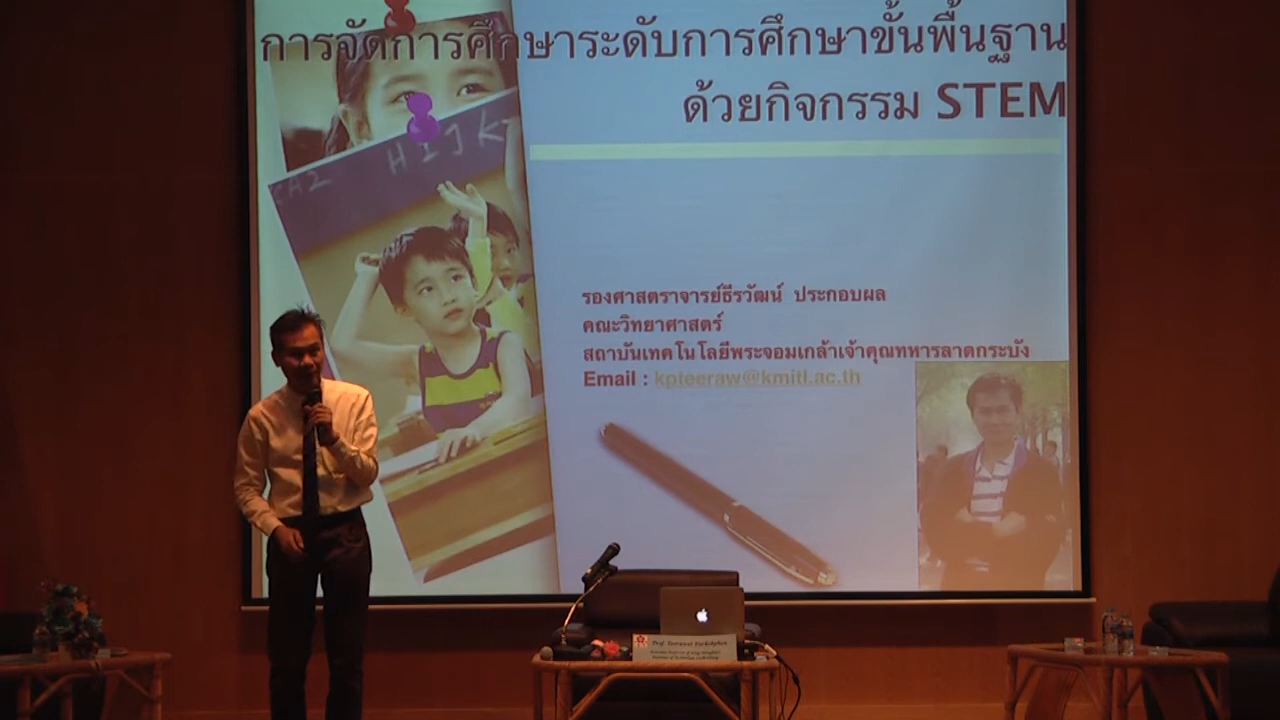 การจัดการศึกษาระดับการศึกษาขั้นพื้นฐาน
ด้วยกิจกรรม STEM
HIJK
รองศาสตราจารย์ธีรวัฒน์ ประกอบผล
คณะวิทยาศาสตร์
สถาบันเทคโนโลยีพระจอมเกล้าเจ้าคุณทหารลาดกระบัง
Email : kpteeraw@kmitl.ac.th